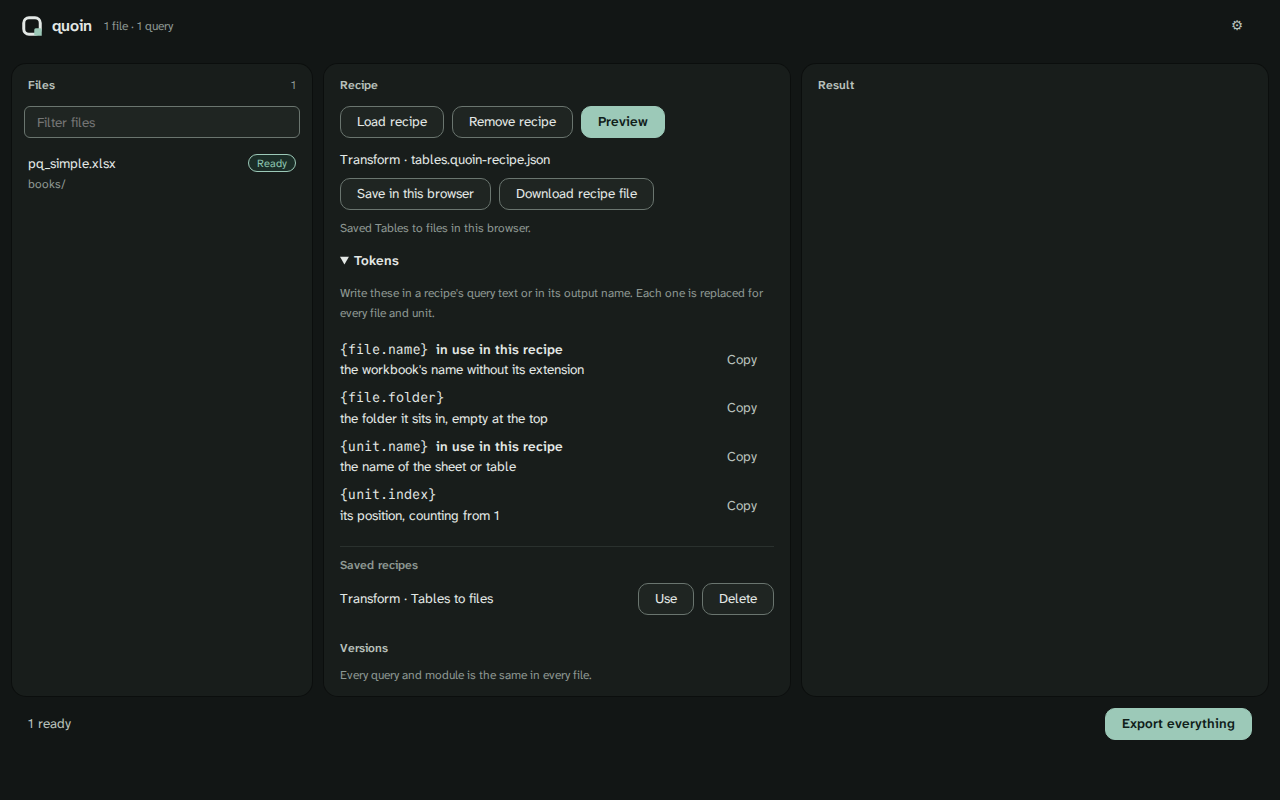 quoin 1 file · 1 query ⚙
Files 1
Filter files
pq_simple.xlsx Ready
books/
Recipe
Load recipe Remove recipe Preview
Transform · tables.quoin-recipe.json
Save in this browser Download recipe file
Saved Tables to files in this browser.
▼ Tokens
Write these in a recipe's query text or in its output name. Each one is replaced for
every file and unit.
{file.name} in use in this recipe
the workbook's name without its extension
Copy
{file.folder}
the folder it sits in, empty at the top
Copy
{unit.name} in use in this recipe
the name of the sheet or table
Copy
{unit.index}
its position, counting from 1
Copy
Saved recipes
Transform · Tables to files Use Delete
Versions
Every query and module is the same in every file.
Result
1 ready Export everything